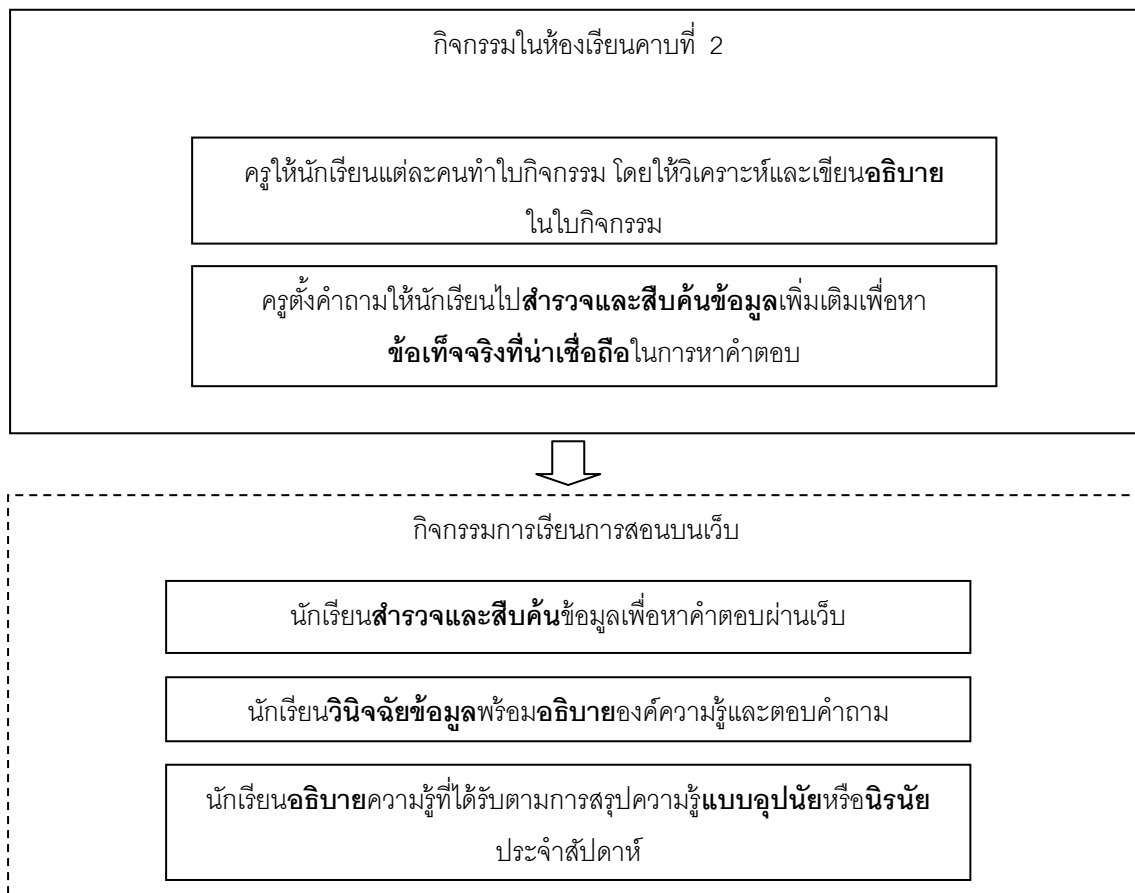 กิจกรรมในห้องเรียนคาบที่ 2
ครูให้นักเรียนแต่ละคนทำใบกิจกรรม โดยให้วิเคราะห์และเขียนอธิบาย
ในใบกิจกรรม
ครูตั้งคำถามให้นักเรียนไปสำรวจและสืบค้นข้อมูลเพิ่มเติมเพื่อหา
ข้อเท็จจริงที่น่าเชื่อถือในการหาคำตอบ
กิจกรรมการเรียนการสอนบนเว็บ
นักเรียนสำรวจและสืบค้นข้อมูลเพื่อหาคำตอบผ่านเว็บ
นักเรียนวินิจฉัยข้อมูลพร้อมอธิบายองค์ความรู้และตอบคำถาม
นักเรียนอธิบายความรู้ที่ได้รับตามการสรุปความรู้แบบอุปนัยหรือนิรนัย
ประจำสัปดาห์